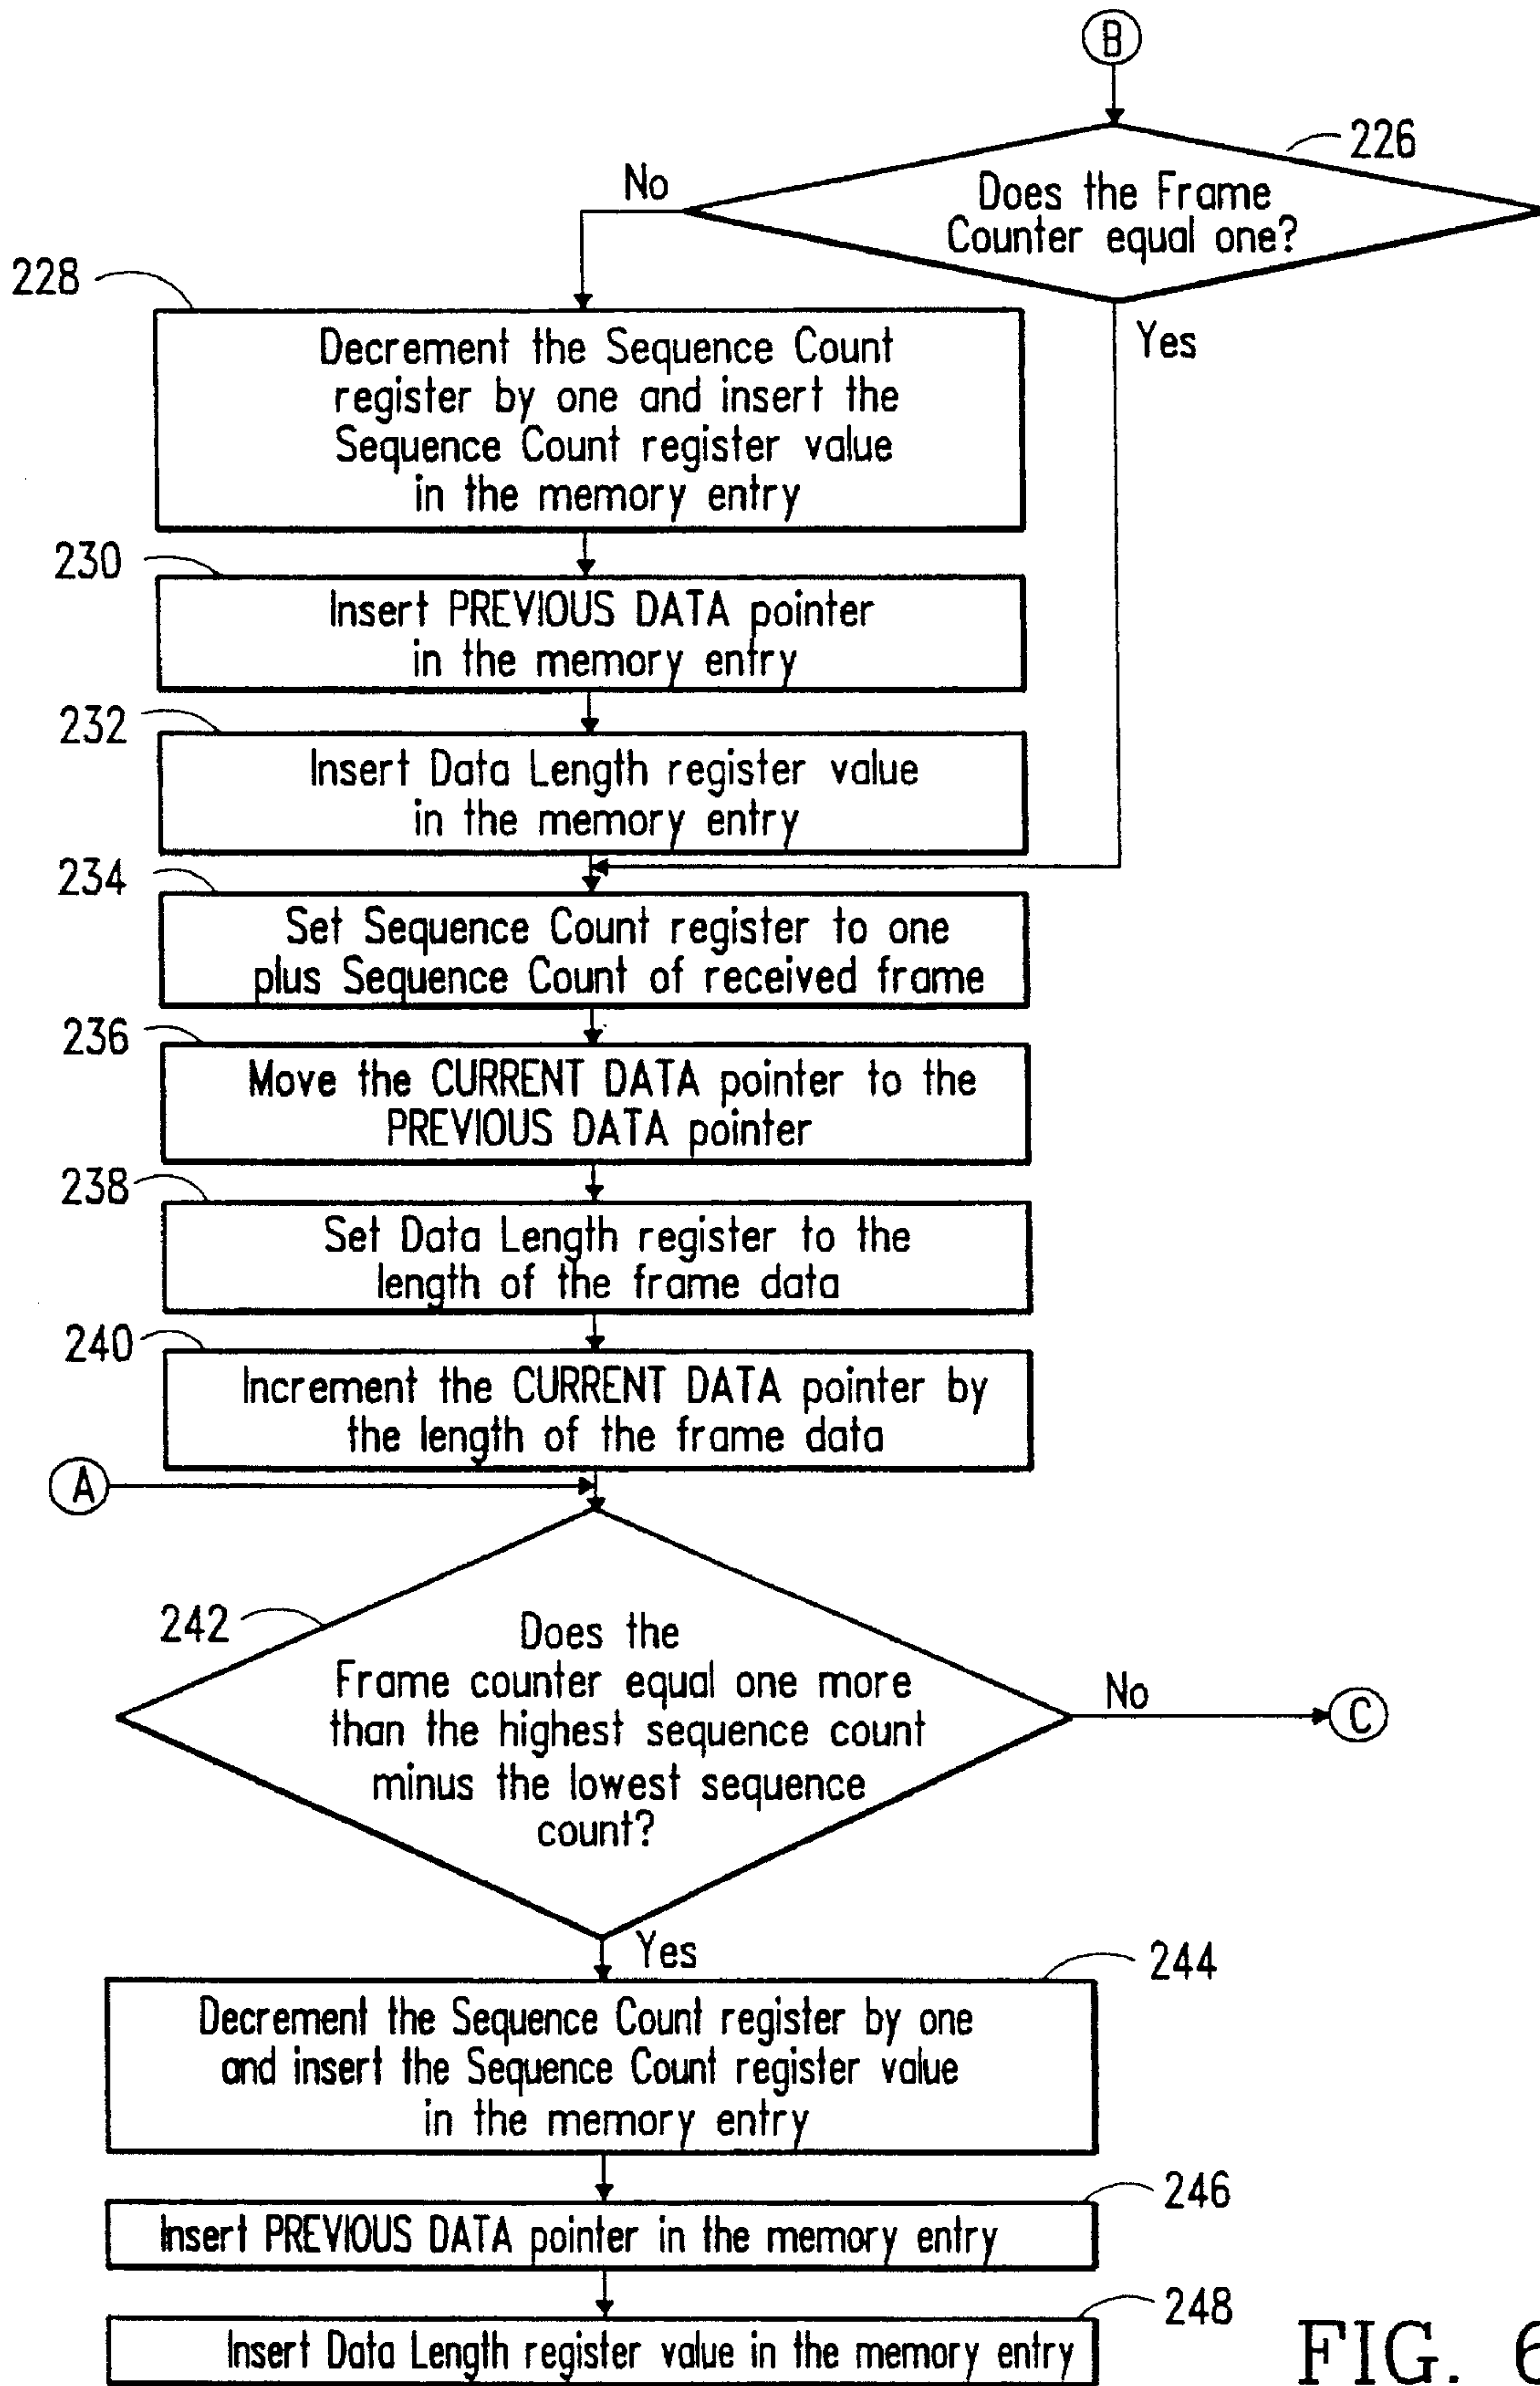 B
226
Does the Frame
Counter equal one?
No
Yes
228
Decrement the Sequence Count
register by one and insert the
Sequence Count register value
in the memory entry
230
Insert PREVIOUS DATA pointer
in the memory entry
232
Insert Data Length register value
in the memory entry
234
Set Sequence Count register to one
plus Sequence Count of received frame
236
Move the CURRENT DATA pointer to the
PREVIOUS DATA pointer
238
Set Data Length register to the
length of the frame data
240
Increment the CURRENT DATA pointer by
the length of the frame data
A
242
Does the
Frame counter equal one more
than the highest sequence count
minus the lowest sequence
count?
No
C
Yes
244
Decrement the Sequence Count register by one
and insert the Sequence Count register value
in the memory entry
246
Insert PREVIOUS DATA pointer in the memory entry
248
Insert Data Length register value in the memory entry
FIG. 6